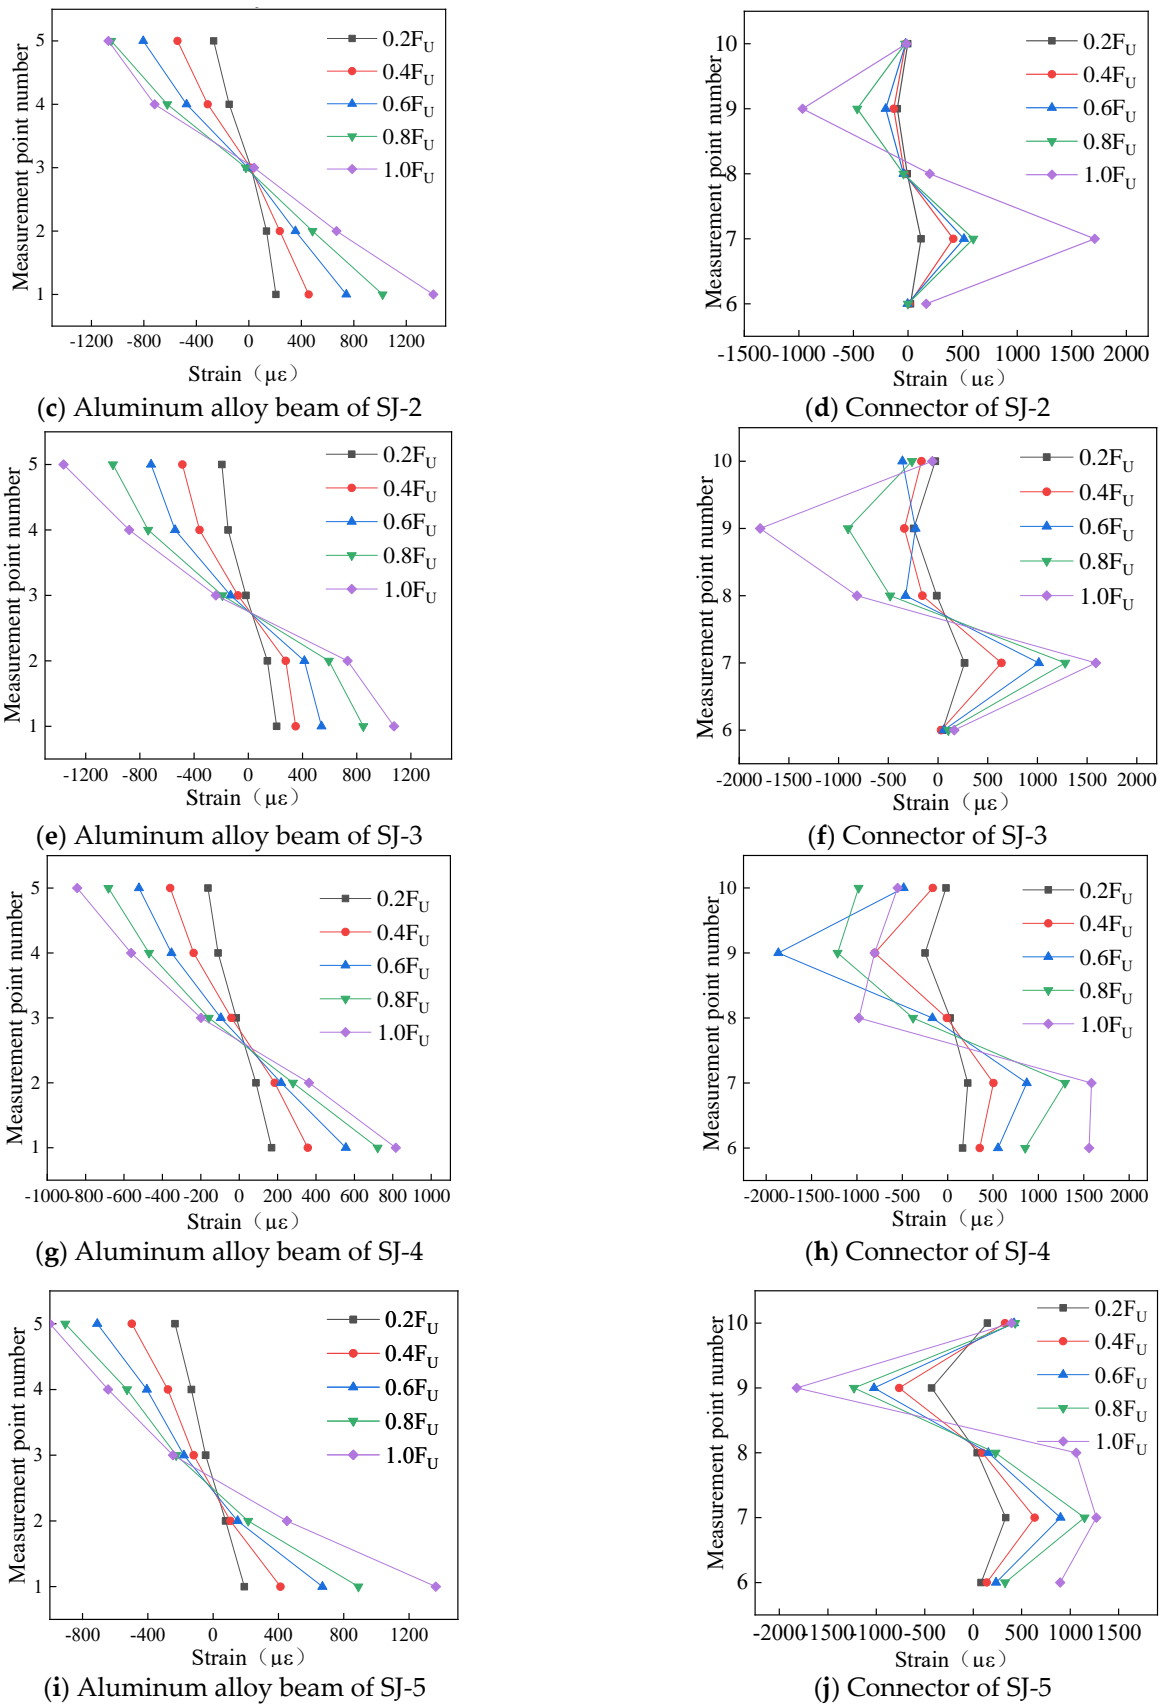 5
4
3
2
1
Measurement point number
0.2FU
0.4FU
0.6FU
0.8FU
1.0FU
-1200 -800 -400 0 400 800 1200
Strain（με）
(c) Aluminum alloy beam of SJ-2
10
9
8
7
6
Measurement point number
0.2FU
0.4FU
0.6FU
0.8FU
1.0FU
-1500 -1000 -500 0 500 1000 1500 2000
Strain（με）
(d) Connector of SJ-2
5
4
3
2
1
Measurement point number
0.2FU
0.4FU
0.6FU
0.8FU
1.0FU
-1200 -800 -400 0 400 800 1200
Strain（με）
(e) Aluminum alloy beam of SJ-3
10
9
8
7
6
Measurement point number
0.2FU
0.4FU
0.6FU
0.8FU
1.0FU
-2000 -1500 -1000 -500 0 500 1000 1500 2000
Strain（με）
(f) Connector of SJ-3
5
4
3
2
1
Measurement point number
0.2FU
0.4FU
0.6FU
0.8FU
1.0FU
-1000 -800 -600 -400 -200 0 200 400 600 800 1000
Strain（με）
(g) Aluminum alloy beam of SJ-4
10
9
8
7
6
Measurement point number
0.2FU
0.4FU
0.6FU
0.8FU
1.0FU
-2000 -1500 -1000 -500 0 500 1000 1500 2000
Strain（με）
(h) Connector of SJ-4
5
4
3
2
1
Measurement point number
0.2FU
0.4FU
0.6FU
0.8FU
1.0FU
-800 -400 0 400 800 1200
Strain（με）
(i) Aluminum alloy beam of SJ-5
10
9
8
7
6
Measurement point number
0.2FU
0.4FU
0.6FU
0.8FU
1.0FU
-2000 -1500 -1000 -500 0 500 1000 1500
Strain（με）
(j) Connector of SJ-5